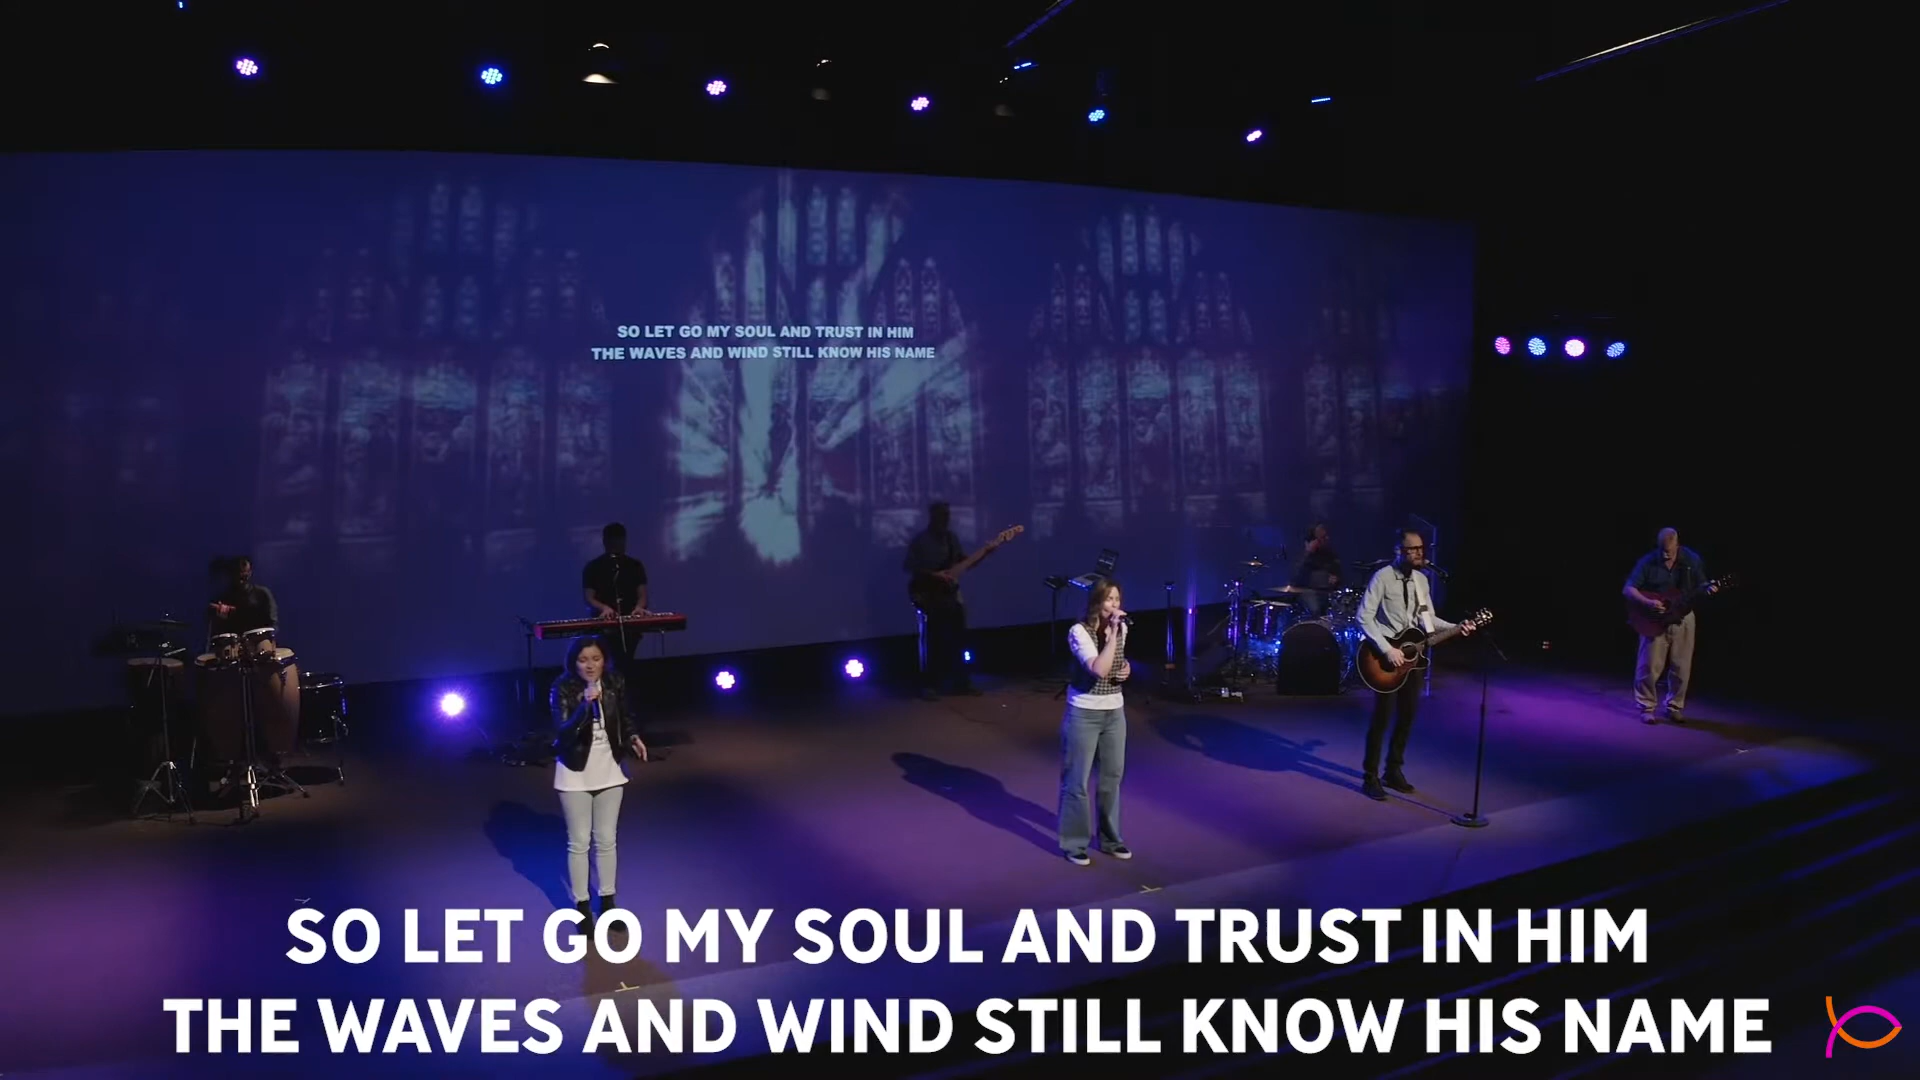 SO LET GO MY SOUL AND TRUST IN HIM
THE WAVES AND WIND STILL KNOW HIS NAME
SO LET GO MY SOUL AND TRUST IN HIM
THE WAVES AND WIND STILL KNOW HIS NAME